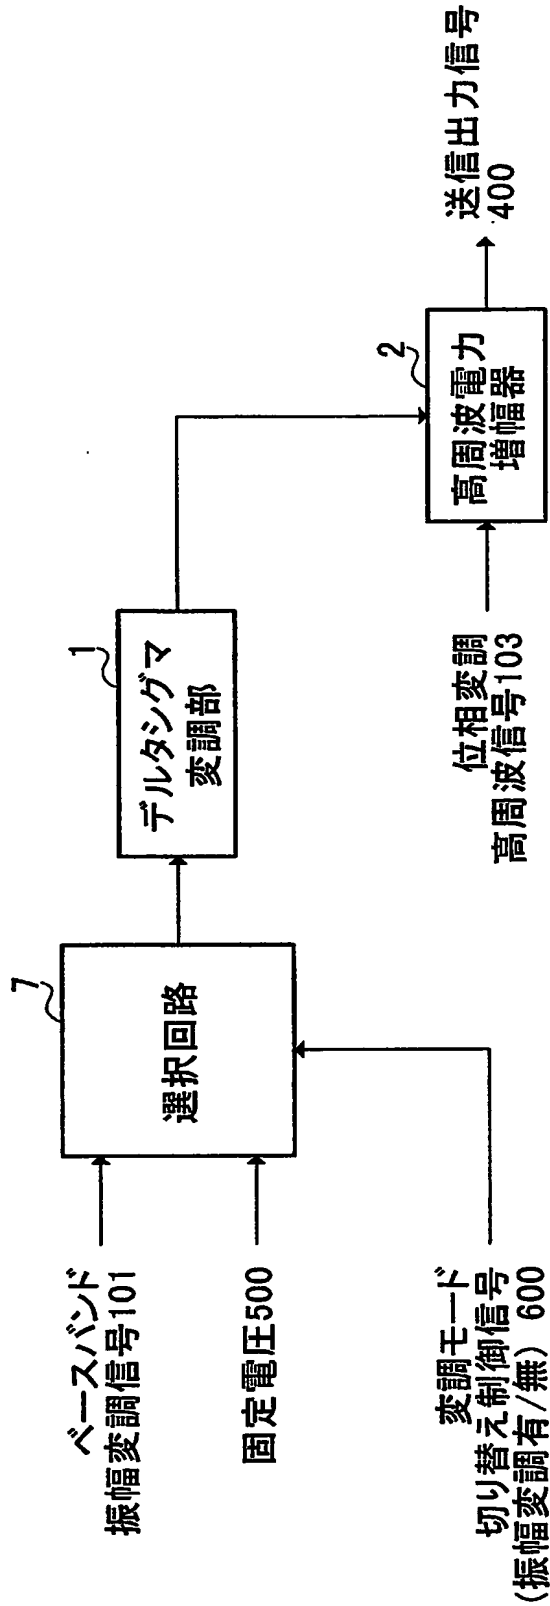 ベースバンド
振幅変調信号101
固定電圧500
変調モード
切り替え制御信号
(振幅変調有/無) 600
7
選択回路
1
デルタシグマ
変調部
位相変調
高周波信号103
2
高周波電力
増幅器
送信出力信号
400